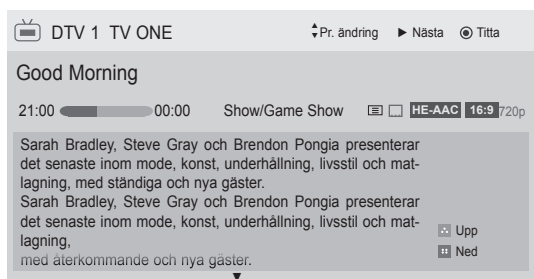 DTV 1 TV ONE Pr. ändring Nästa Titta
Good Morning
21:00 00:00 Show/Game Show HE-AAC 16:9 720p
Sarah Bradley, Steve Gray och Brendon Pongia presenterar
det senaste inom mode, konst, underhållning, livsstil och mat-
lagning, med ständiga och nya gäster.
Sarah Bradley, Steve Gray och Brendon Pongia presenterar
det senaste inom mode, konst, underhållning, livsstil och mat-
lagning,
med återkommande och nya gäster.
Upp
Ned